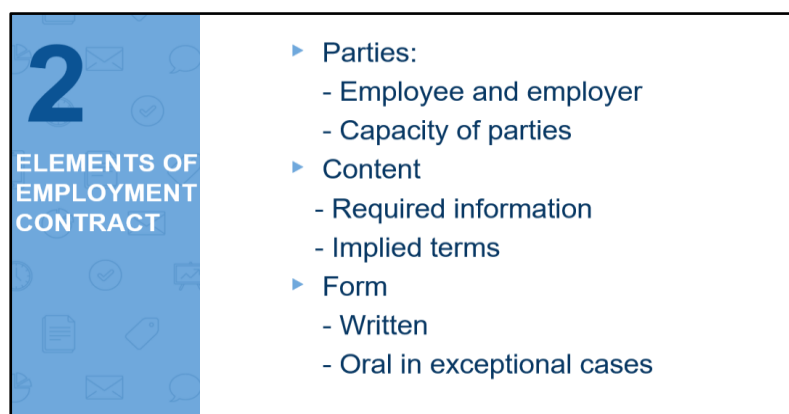 2
ELEMENTS OF
EMPLOYMENT
CONTRACT
Parties:
- Employee and employer
- Capacity of parties
Content
- Required information
- Implied terms
Form
- Written
- Oral in exceptional cases